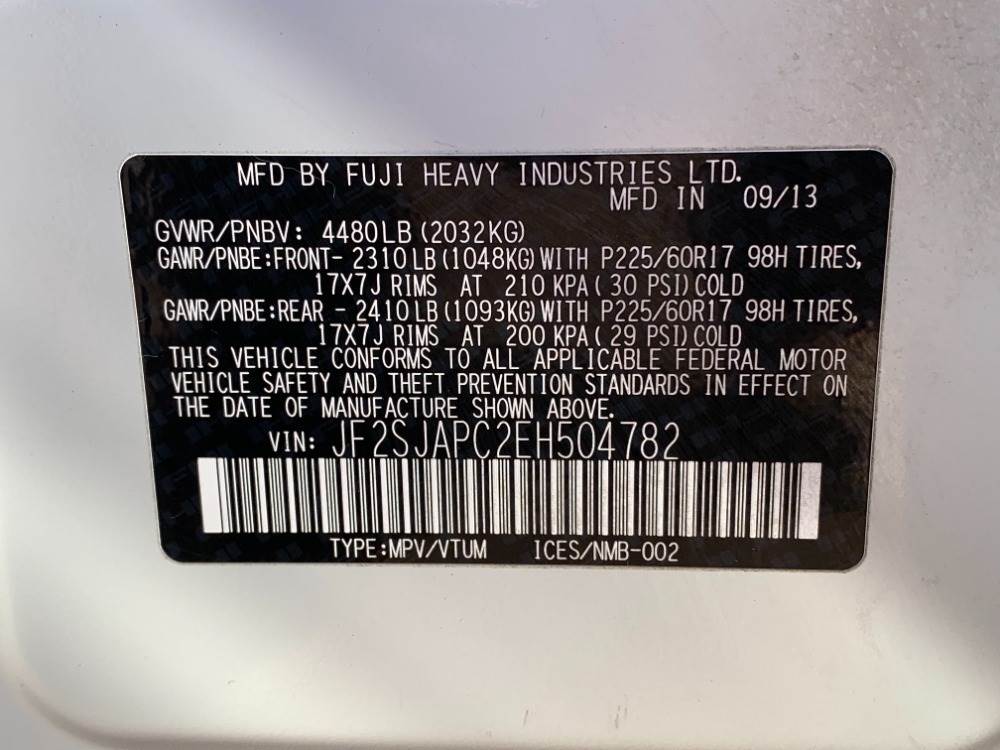 MFD BY FUJI HEAVY INDUSTRIES LTD.
MFD IN 09/13
GVWR/PNBV: 4480LB (2032KG)
GAWR/PNBE:FRONT- 2310LB(1048KG)WITH P225/60R17 98H TIRES,
17X7J RIMS AT 210 KPA( 30 PSI)COLD
GAWR/PNBE:REAR - 2410LB(1093KG)WITH P225/60R17 98H TIRES,
17X7J RIMS AT 200 KPA( 29 PSI)COLD
THIS VEHICLE CONFORMS TO ALL APPLICABLE FEDERAL MOTOR
VEHICLE SAFETY AND THEFT PREVENTION STANDARDS IN EFFECT ON
THE DATE OF MANUFACTURE SHOWN ABOVE.
VIN: JF2SJAPC2EH504782
TYPE:MPV/VTUM ICES/NMB-002